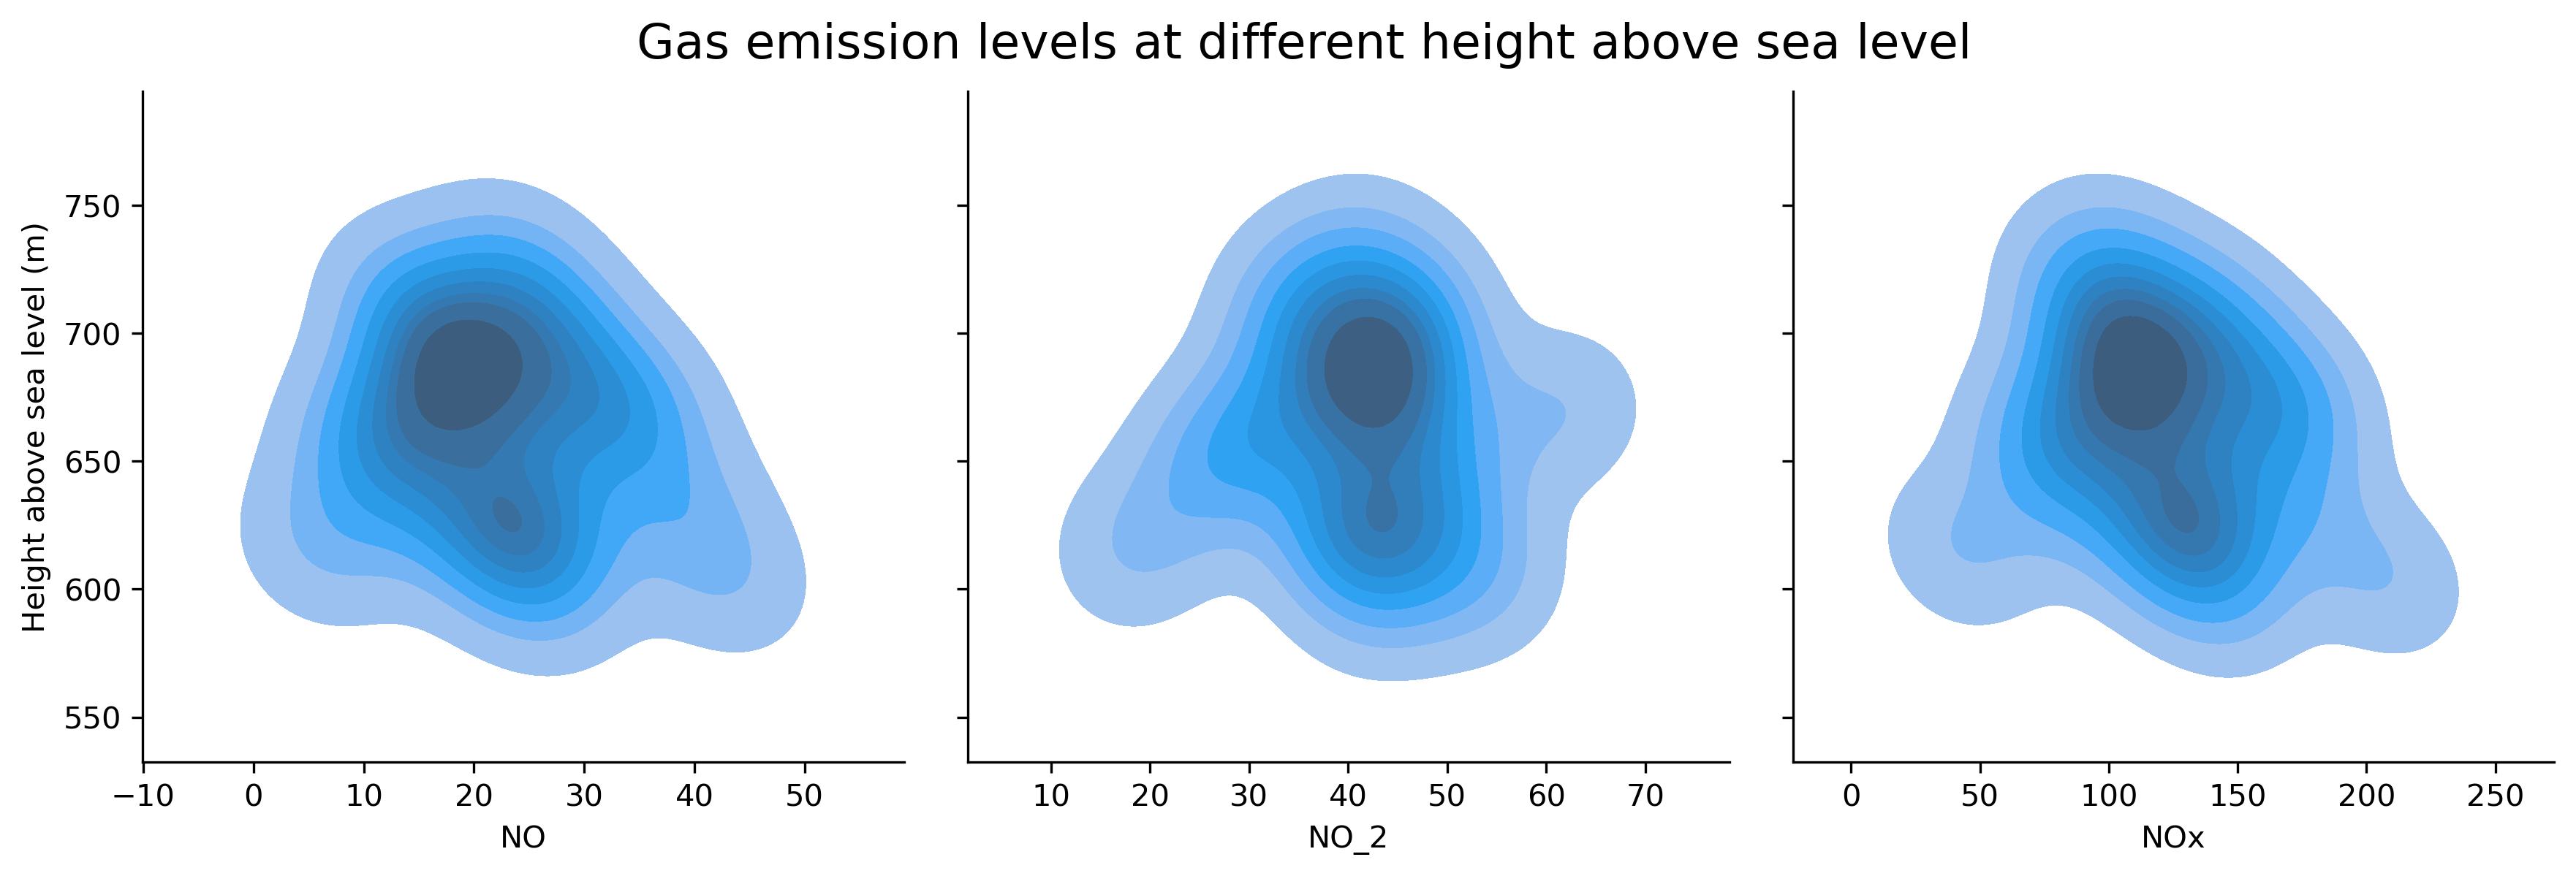 Gas emission levels at different height above sea level
Height above sea level (m)
750
700
650
600
550
−10 0 10 20 30 40 50
NO
10 20 30 40 50 60 70
NO_2
0 50 100 150 200 250
NOx